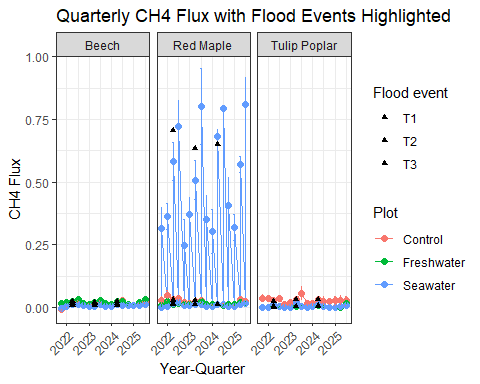 Quarterly CH4 Flux with Flood Events Highlighted
Beech
Red Maple
Tulip Poplar
1.00
0.75
0.50
0.25
0.00
CH4 Flux
2022
2023
2024
2025
2022
2023
2024
2025
2022
2023
2024
2025
Year-Quarter
Flood event
T1
T2
T3
Plot
Control
Freshwater
Seawater